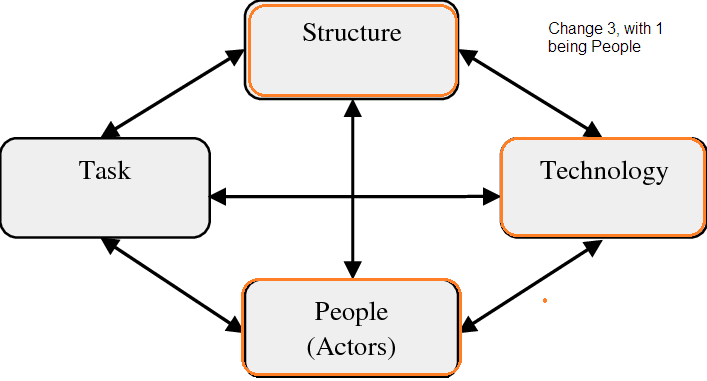 Structure
Change 3, with 1
being People
Task
Technology
People
(Actors)